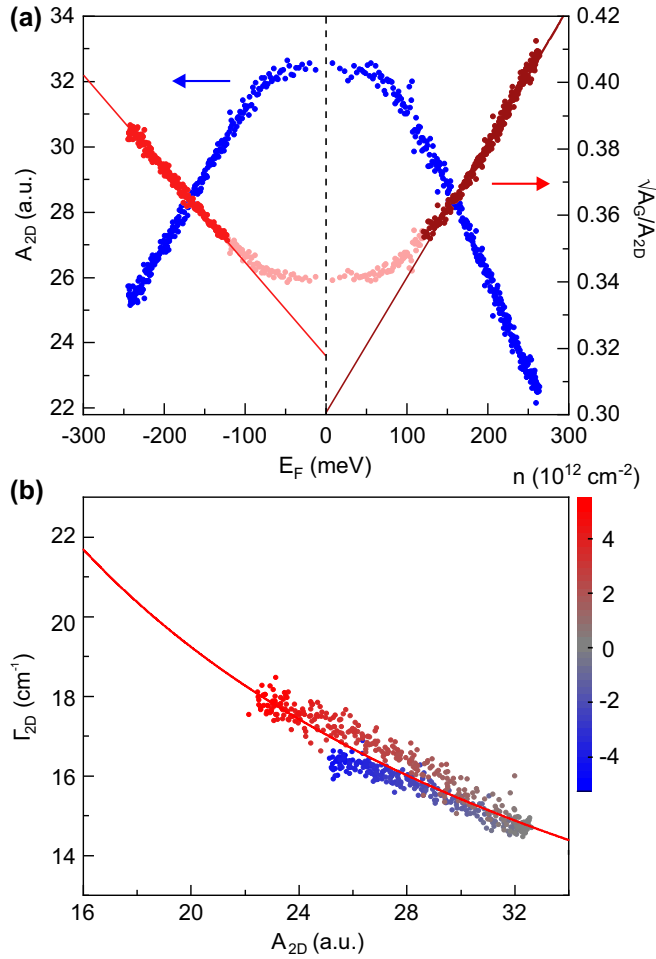 (a)
34
32
30
28
26
24
22
A2D (a.u.)
0.42
0.40
0.38
0.36
0.34
0.32
0.30
√AG/A2D
-300 -200 -100 0 100 200 300
EF (meV)
(b)
n (10¹² cm-²)
22
20
18
16
14
Γ2D (cm-¹)
16 20 24 28 32
A2D (a.u.)
4
2
0
-2
-4